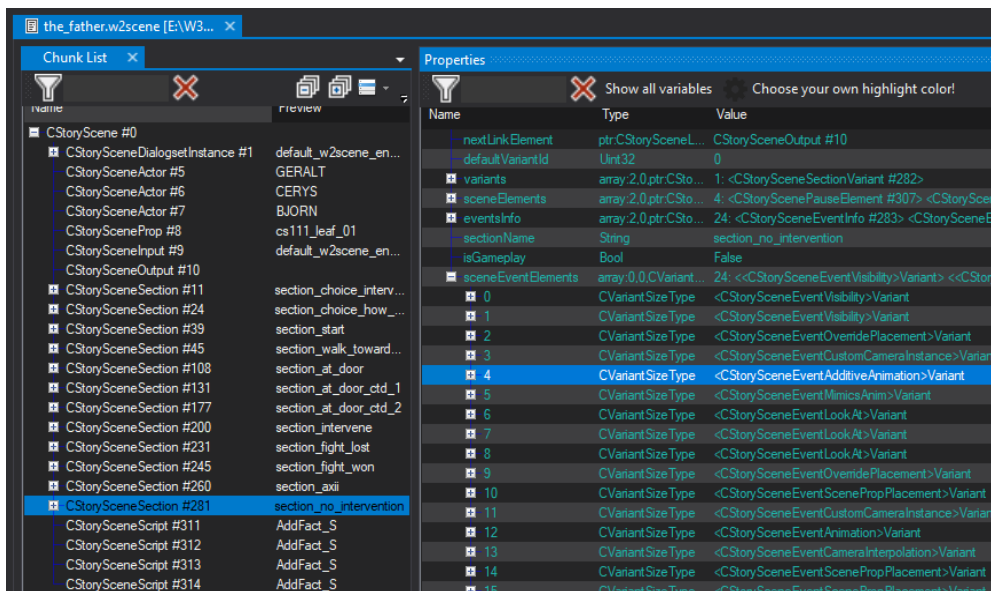 the_father.w2scene [E:\W3...
Chunk List
Name Preview
CStoryScene #0
CStorySceneDialogsetInstance #1 default_w2scene_en...
CStorySceneActor #5 GERALT
CStorySceneActor #6 CERYS
CStorySceneActor #7 BJORN
CStorySceneProp #8 cs111_leaf_01
CStorySceneInput #9 default_w2scene_en...
CStorySceneOutput #10
CStorySceneSection #11 section_choice_interv...
CStorySceneSection #24 section_choice_how_...
CStorySceneSection #39 section_start
CStorySceneSection #45 section_walk_toward...
CStorySceneSection #108 section_at_door
CStorySceneSection #131 section_at_door_ctd_1
CStorySceneSection #177 section_at_door_ctd_2
CStorySceneSection #200 section_intervene
CStorySceneSection #231 section_fight_lost
CStorySceneSection #245 section_fight_won
CStorySceneSection #260 section_axii
CStorySceneSection #281 section_no_intervention
CStorySceneScript #311 AddFact_S
CStorySceneScript #312 AddFact_S
CStorySceneScript #313 AddFact_S
CStorySceneScript #314 AddFact_S
Properties
Show all variables Choose your own highlight color!
Name Type Value
nextLinkElement ptr:CStorySceneL... CStorySceneOutput #10
defaultVariantId Uint32 0
variants array:2,0,ptr:CSto... 1: <CStorySceneSectionVariant #282>
sceneElements array:2,0,ptr:CSto... 4: <CStoryScenePauseElement #307> <CStoryScen
eventsInfo array:2,0,ptr:CSto... 24: <CStorySceneEventInfo #283> <CStorySceneE
sectionName String section_no_intervention
isGameplay Bool False
sceneEventElements array:0,0,CVariant... 24: <<CStorySceneEventVisibility>Variant> <<CStor
0 CVariantSizeType <CStorySceneEventVisibility>Variant
1 CVariantSizeType <CStorySceneEventVisibility>Variant
2 CVariantSizeType <CStorySceneEventOverridePlacement>Variant
3 CVariantSizeType <CStorySceneEventCustomCameraInstance>Varian
4 CVariantSizeType <CStorySceneEventAdditiveAnimation>Variant
5 CVariantSizeType <CStorySceneEventMimicsAnim>Variant
6 CVariantSizeType <CStorySceneEventLookAt>Variant
7 CVariantSizeType <CStorySceneEventLookAt>Variant
8 CVariantSizeType <CStorySceneEventLookAt>Variant
9 CVariantSizeType <CStorySceneEventOverridePlacement>Variant
10 CVariantSizeType <CStorySceneEventScenePropPlacement>Variant
11 CVariantSizeType <CStorySceneEventCustomCameraInstance>Varian
12 CVariantSizeType <CStorySceneEventAnimation>Variant
13 CVariantSizeType <CStorySceneEventCameraInterpolation>Variant
14 CVariantSizeType <CStorySceneEventScenePropPlacement>Variant
15 CVariantSizeType <CStorySceneEventScenePropPlacement>Variant